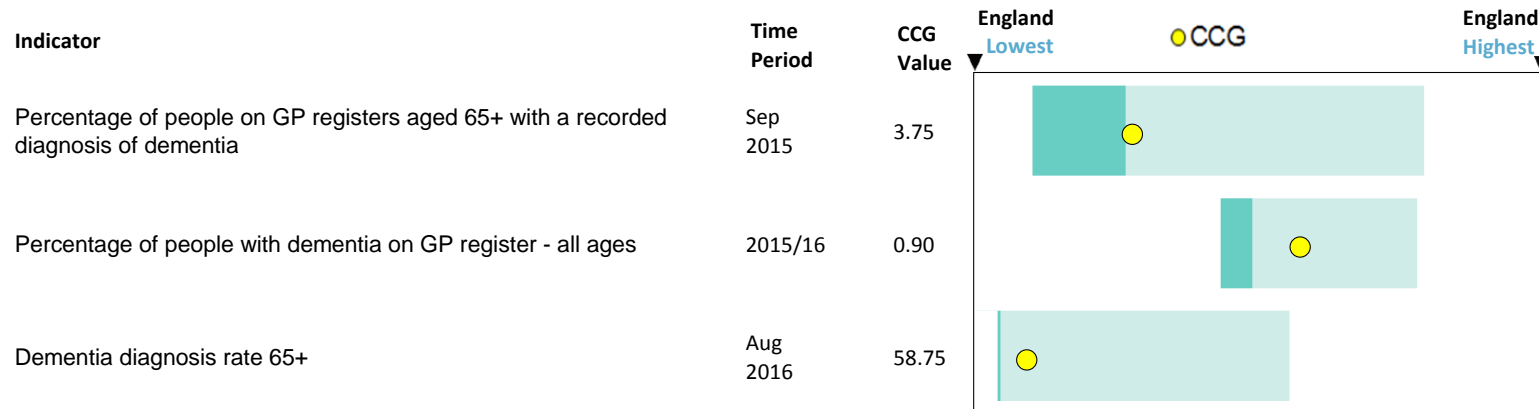 Indicator
Time
Period
CCG
Value
England
Lowest
CCG
England
Highest
Percentage of people on GP registers aged 65+ with a recorded
diagnosis of dementia
Sep
2015
3.75
Percentage of people with dementia on GP register - all ages
2015/16
0.90
Dementia diagnosis rate 65+
Aug
2016
58.75